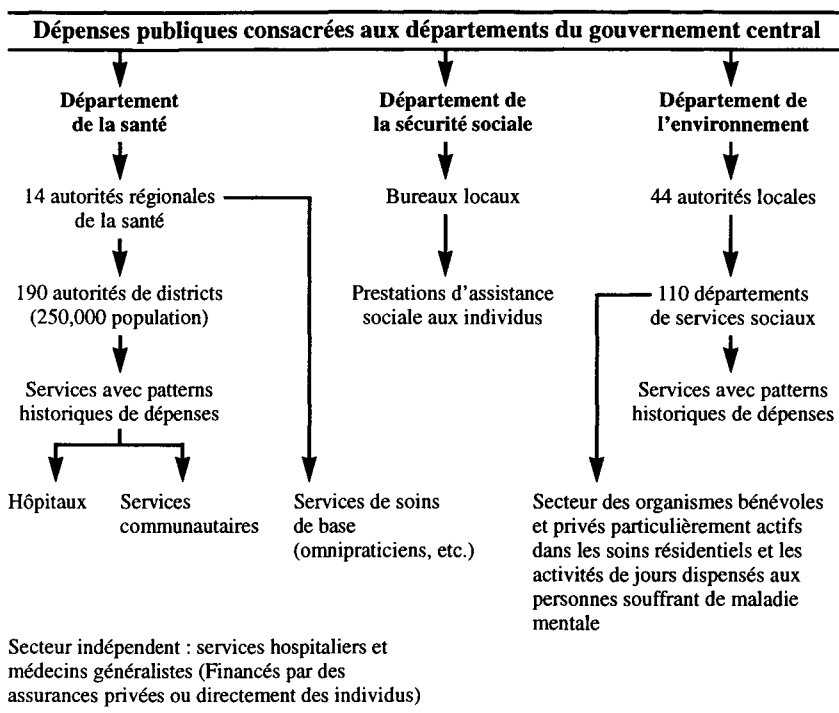 Dépenses publiques consacrées aux départements du gouvernement central
Département
de la santé
14 autorités régionales
de la santé
190 autorités de districts
(250,000 population)
Services avec patterns
historiques de dépenses
Hôpitaux
Services
communautaires
Services de soins
de base
(omnipraticiens, etc.)
Département de
la sécurité sociale
Bureaux locaux
Prestations d'assistance
sociale aux individus
Département de
l'environnement
44 autorités locales
110 départements
de services sociaux
Services avec patterns
historiques de dépenses
Secteur des organismes bénévoles
et privés particulièrement actifs
dans les soins résidentiels et les
activités de jours dispensés aux
personnes souffrant de maladie
mentale
Secteur indépendant : services hospitaliers et
médecins généralistes (Financés par des
assurances privées ou directement des individus)